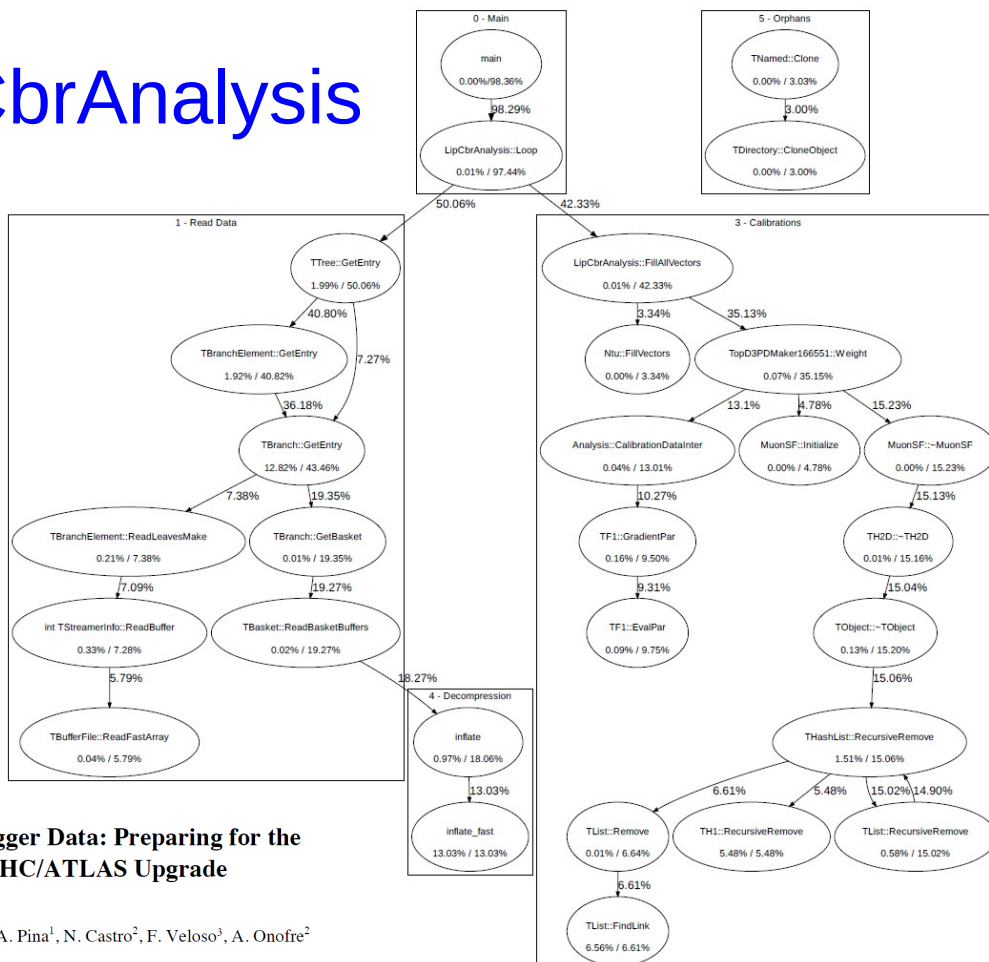 CbrAnalysis
0 - Main
main
0.00%/98.36%
98.29%
LipCbrAnalysis::Loop
0.01% / 97.44%
5 - Orphans
TNamed::Clone
0.00% / 3.03%
3.00%
TDirectory::CloneObject
0.00% / 3.00%
50.06%
42.33%
1 - Read Data
TTree::GetEntry
1.99% / 50.06%
40.80%
7.27%
TBranchElement::GetEntry
1.92% / 40.82%
36.18%
TBranch::GetEntry
12.82% / 43.46%
7.38%
19.35%
TBranchElement::ReadLeavesMake
0.21% / 7.38%
TBranch::GetBasket
0.01% / 19.35%
7.09%
19.27%
int TStreamerInfo::ReadBuffer
0.33% / 7.28%
TBasket::ReadBasketBuffers
0.02% / 19.27%
5.79%
18.27%
TBufferFile::ReadFastArray
0.04% / 5.79%
4 - Decompression
inflate
0.97% / 18.06%
13.03%
inflate_fast
13.03% / 13.03%
3 - Calibrations
LipCbrAnalysis::FillAllVectors
0.01% / 42.33%
3.34%
35.13%
Ntu::FillVectors
0.00% / 3.34%
TopD3PDMaker166551::Weight
0.07% / 35.15%
13.1%
4.78%
15.23%
Analysis::CalibrationDataInter
0.04% / 13.01%
MuonSF::Initialize
0.00% / 4.78%
MuonSF::~MuonSF
0.00% / 15.23%
10.27%
15.13%
TF1::GradientPar
0.16% / 9.50%
TH2D::~TH2D
0.01% / 15.16%
9.31%
15.04%
TF1::EvalPar
0.09% / 9.75%
TObject::~TObject
0.13% / 15.20%
15.06%
THashList::RecursiveRemove
1.51% / 15.06%
6.61%
5.48%
15.02%
14.90%
TList::Remove
0.01% / 6.64%
TH1::RecursiveRemove
5.48% / 5.48%
TList::RecursiveRemove
0.58% / 15.02%
6.61%
TList::FindLink
6.56% / 6.61%
gger Data: Preparing for the
HC/ATLAS Upgrade
A. Pina¹, N. Castro², F. Veloso³, A. Onofre²